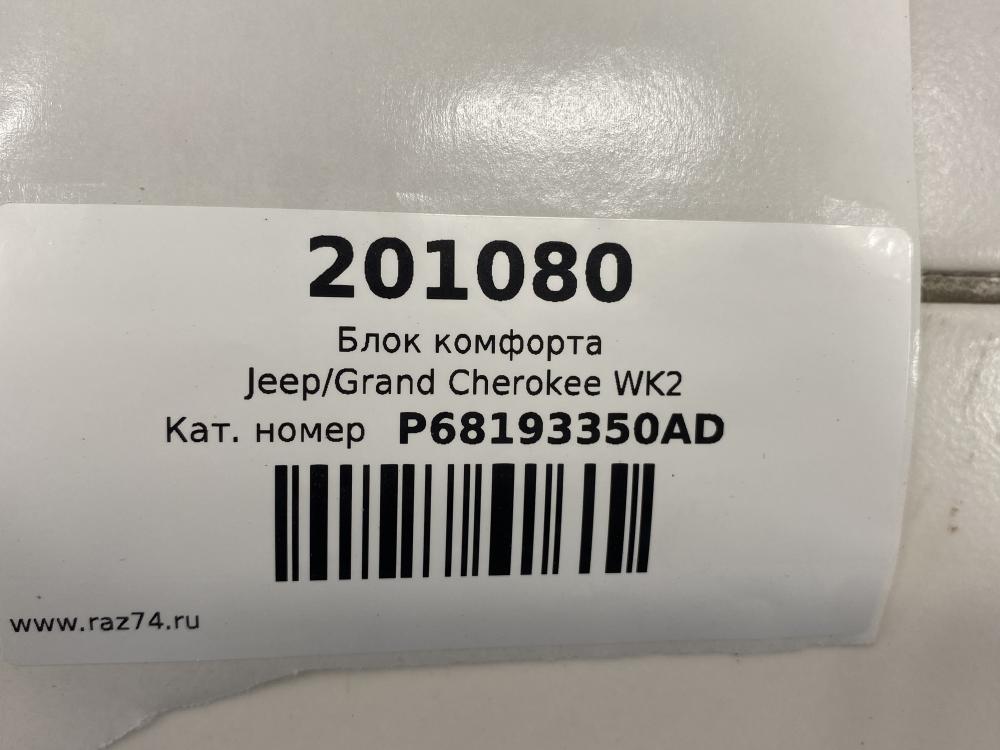 201080
Блок комфорта
Jeep/Grand Cherokee WK2
Кат. номер P68193350AD
www.raz74.ru